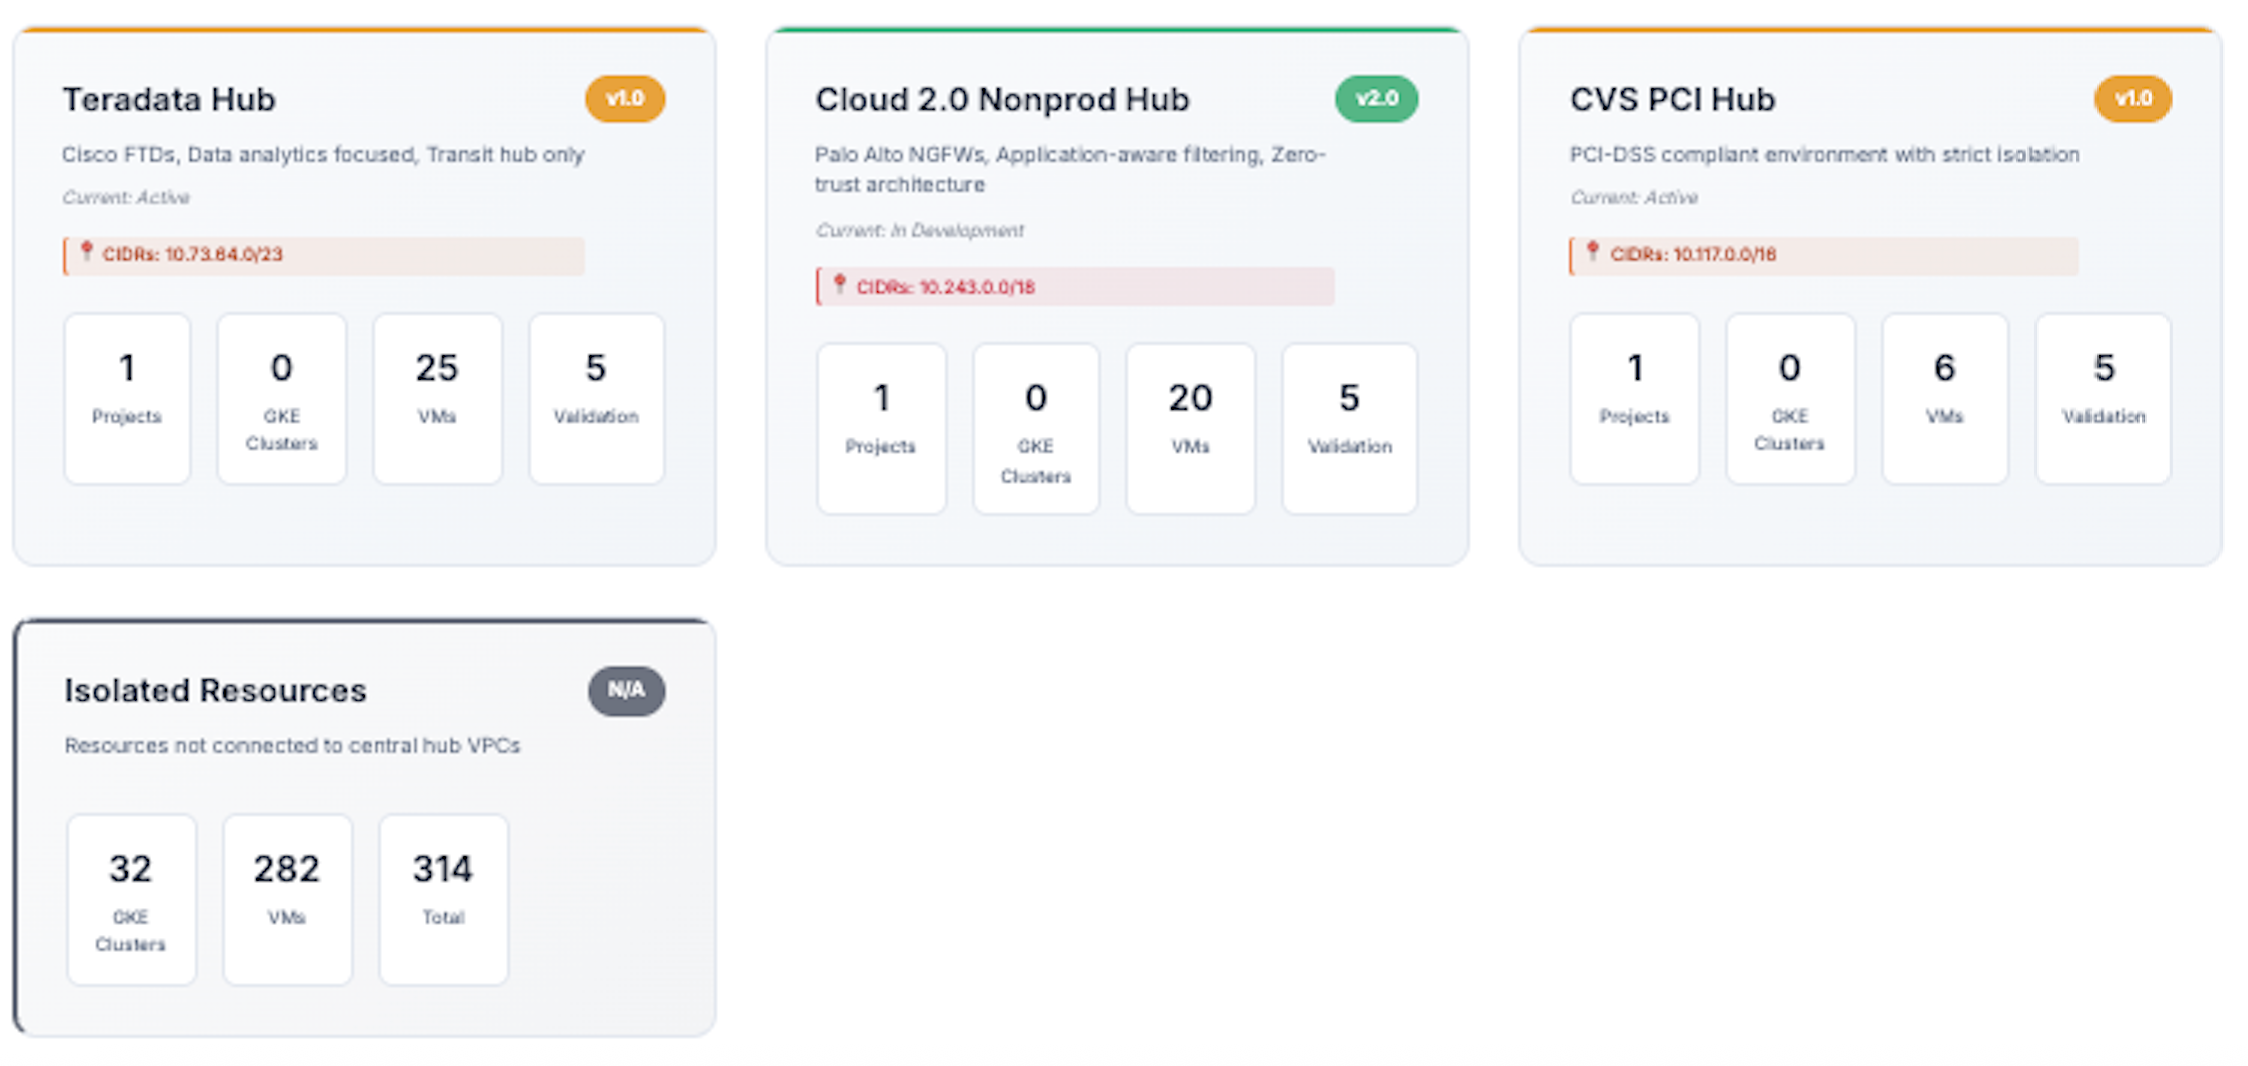 Teradata Hub
v1.0
Cisco FTDs, Data analytics focused, Transit hub only
Current: Active
CIDRs: 10.73.64.0/23
1
Projects
0
GKE
Clusters
25
VMs
5
Validation
Cloud 2.0 Nonprod Hub
v2.0
Palo Alto NGFWs, Application-aware filtering, Zero-
trust architecture
Current: In Development
CIDRs: 10.243.0.0/18
1
Projects
0
GKE
Clusters
20
VMs
5
Validation
CVS PCI Hub
v1.0
PCI-DSS compliant environment with strict isolation
Current: Active
CIDRs: 10.117.0.0/16
1
Projects
0
GKE
Clusters
6
VMs
5
Validation
Isolated Resources
N/A
Resources not connected to central hub VPCs
32
GKE
Clusters
282
VMs
314
Total